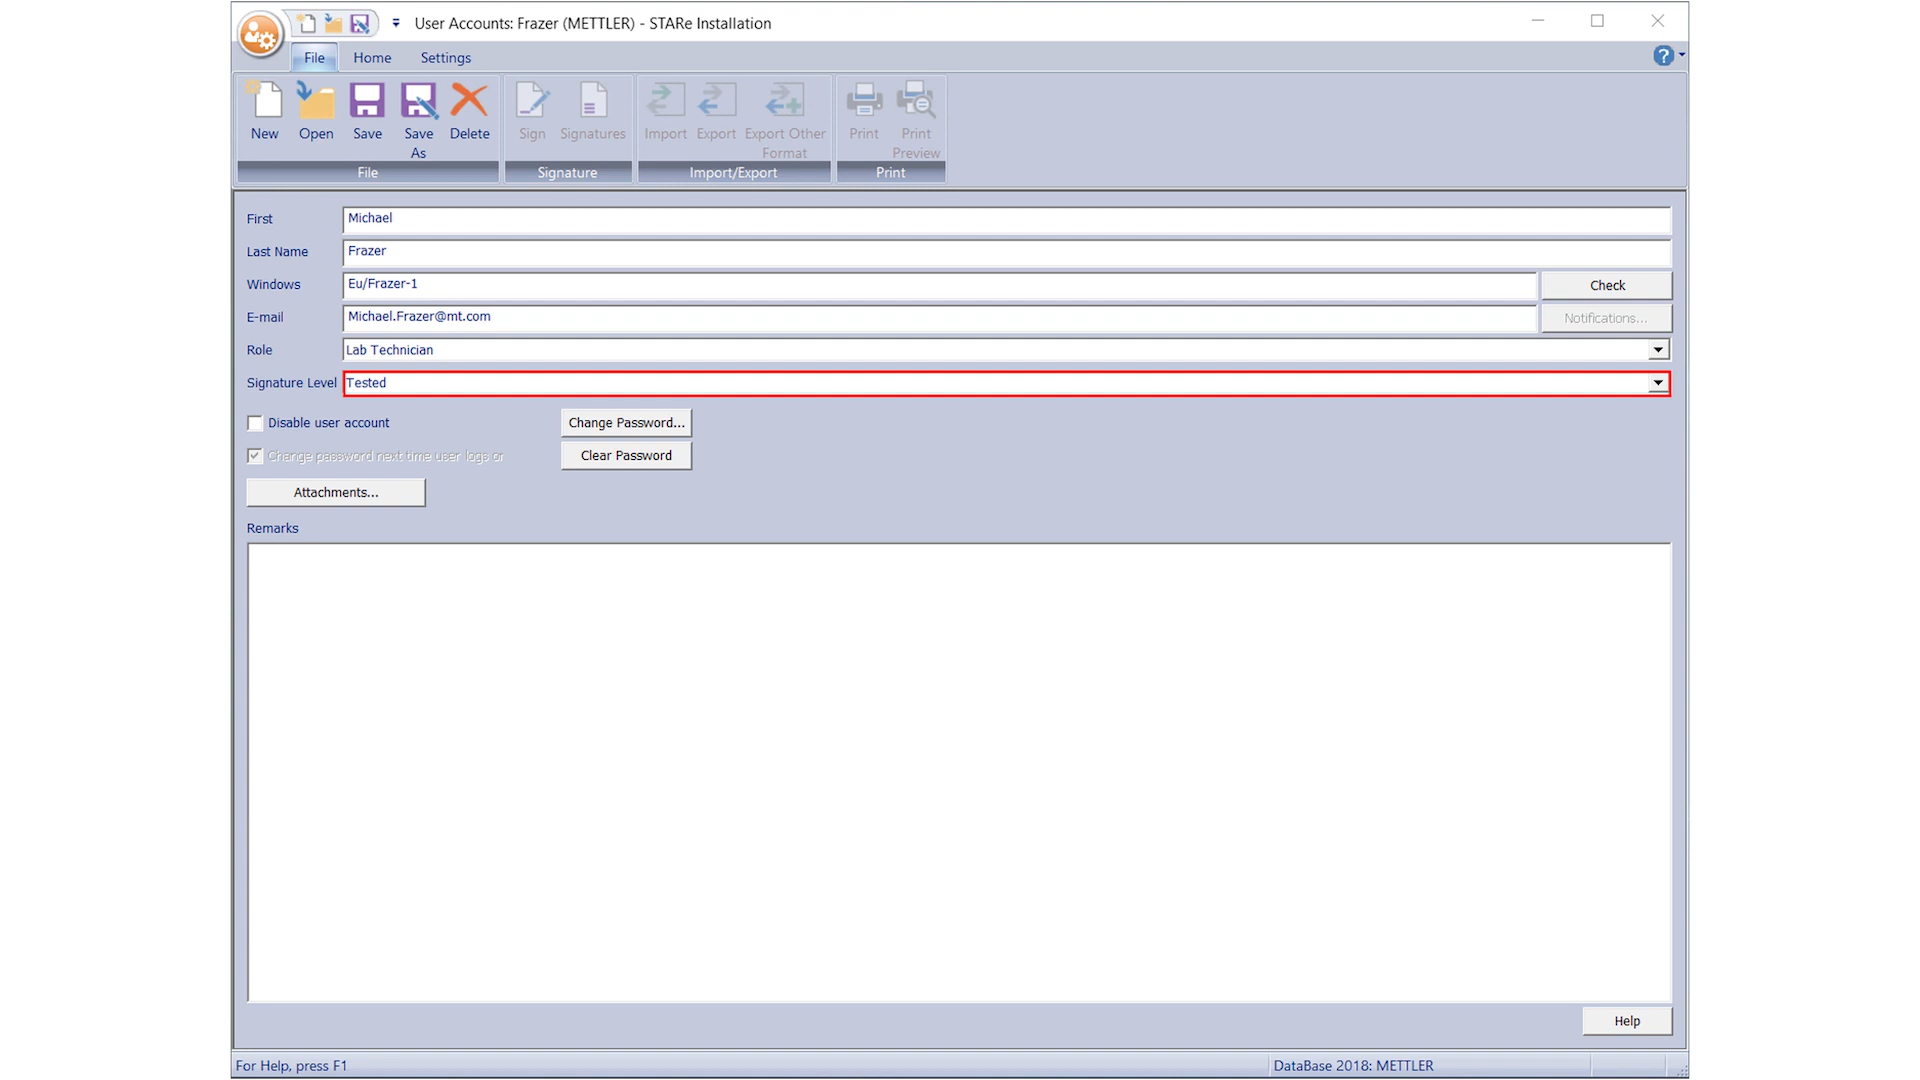 User Accounts: Frazer (METTLER) - STARe Installation
File Home Settings
?
New Open Save Save As Delete
Sign Signatures
Import Export Export Other Format
Print Print Preview
File Signature Import/Export Print
First Michael
Last Name Frazer
Windows Eu/Frazer-1 Check
E-mail Michael.Frazer@mt.com Notifications...
Role Lab Technician
Signature Level Tested
Disable user account Change Password...
Change password next time user logs or Clear Password
Attachments...
Remarks
Help
For Help, press F1 DataBase 2018: METTLER